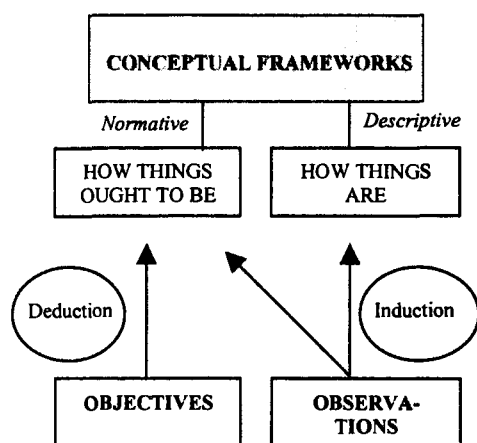 CONCEPTUAL FRAMEWORKS
Normative
Descriptive
HOW THINGS
OUGHT TO BE
HOW THINGS
ARE
Deduction
Induction
OBJECTIVES
OBSERVA-
TIONS